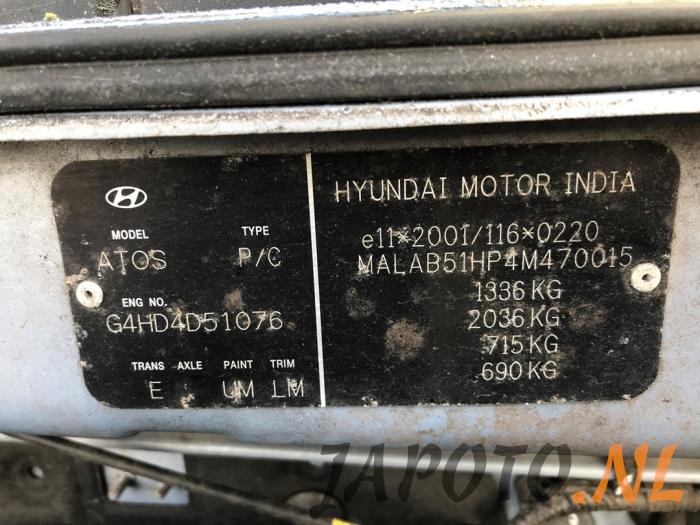 MODEL TYPE
ATOS P/C
ENG NO.
G4HD4D51076
TRANS AXLE PAINT TRIM
E UM LM
HYUNDAI MOTOR INDIA
e11*2001/116*0220
MALAB51HP4M470015
1336 KG
2036 KG
715 KG
690 KG
JAPOTO.NL